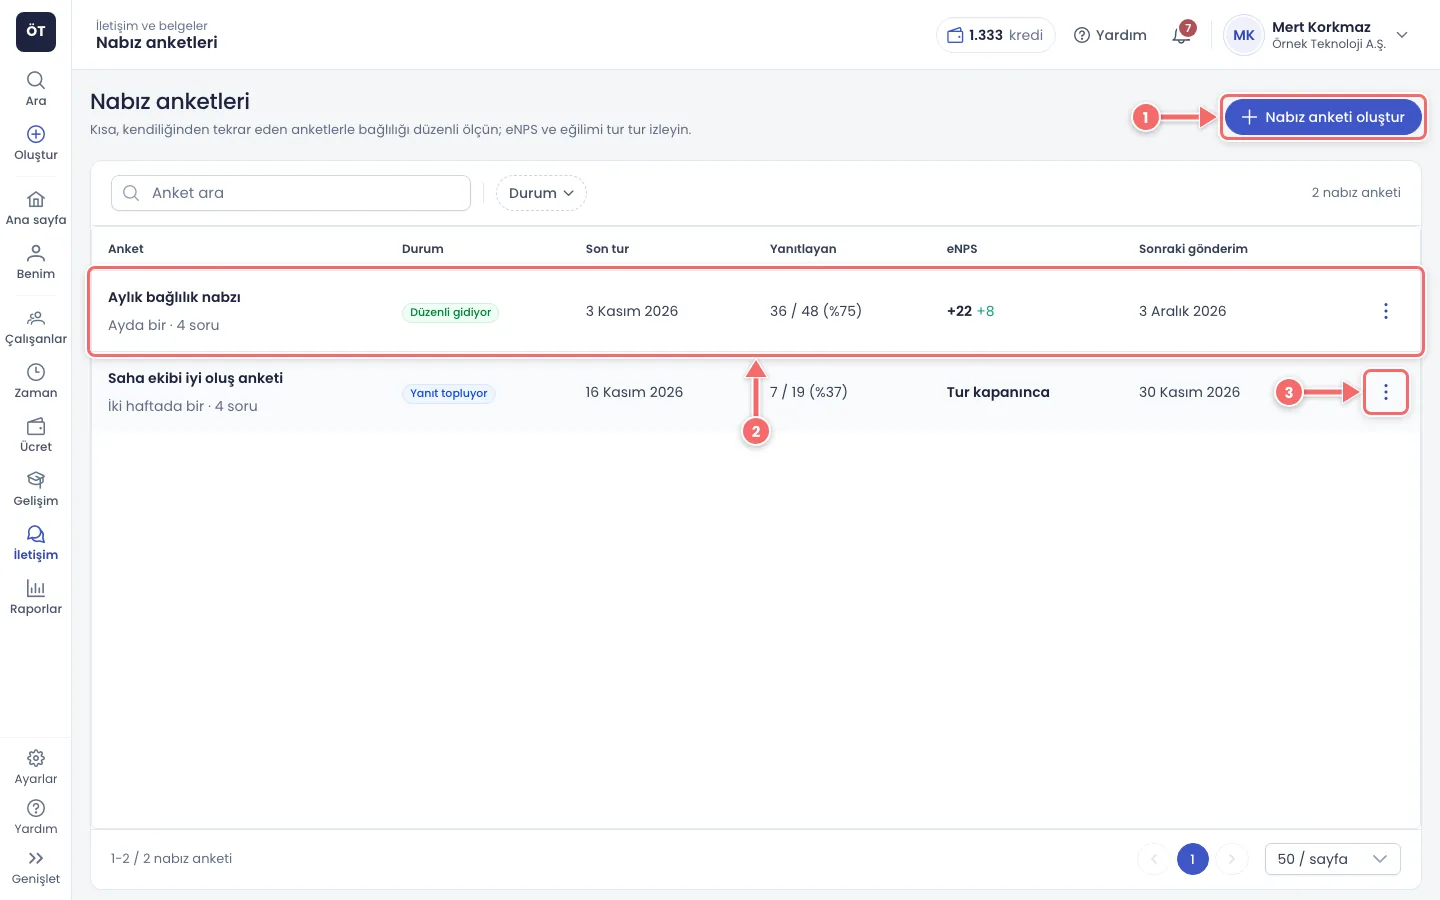 ÖT
Ara
Oluştur
Ana sayfa
Benim
Çalışanlar
Zaman
Ücret
Gelişim
İletişim
Raporlar
Ayarlar
Yardım
Genişlet
İletişim ve belgeler
Nabız anketleri
1.333 kredi
Yardım
7
MK
Mert Korkmaz
Örnek Teknoloji A.Ş.
Nabız anketleri
Kısa, kendiliğinden tekrar eden anketlerle bağlılığı düzenli ölçün; eNPS ve eğilimi tur tur izleyin.
1
Nabız anketi oluştur
Anket ara
Durum
2 nabız anketi
Anket Durum Son tur Yanıtlayan eNPS Sonraki gönderim
Aylık bağlılık nabzı
Ayda bir · 4 soru
Düzenli gidiyor
3 Kasım 2026
36 / 48 (%75)
+22 +8
3 Aralık 2026
Saha ekibi iyi oluş anketi
İki haftada bir · 4 soru
Yanıt topluyor
16 Kasım 2026
7 / 19 (%37)
Tur kapanınca
30 Kasım 2026
3
2
1-2 / 2 nabız anketi
1
50 / sayfa